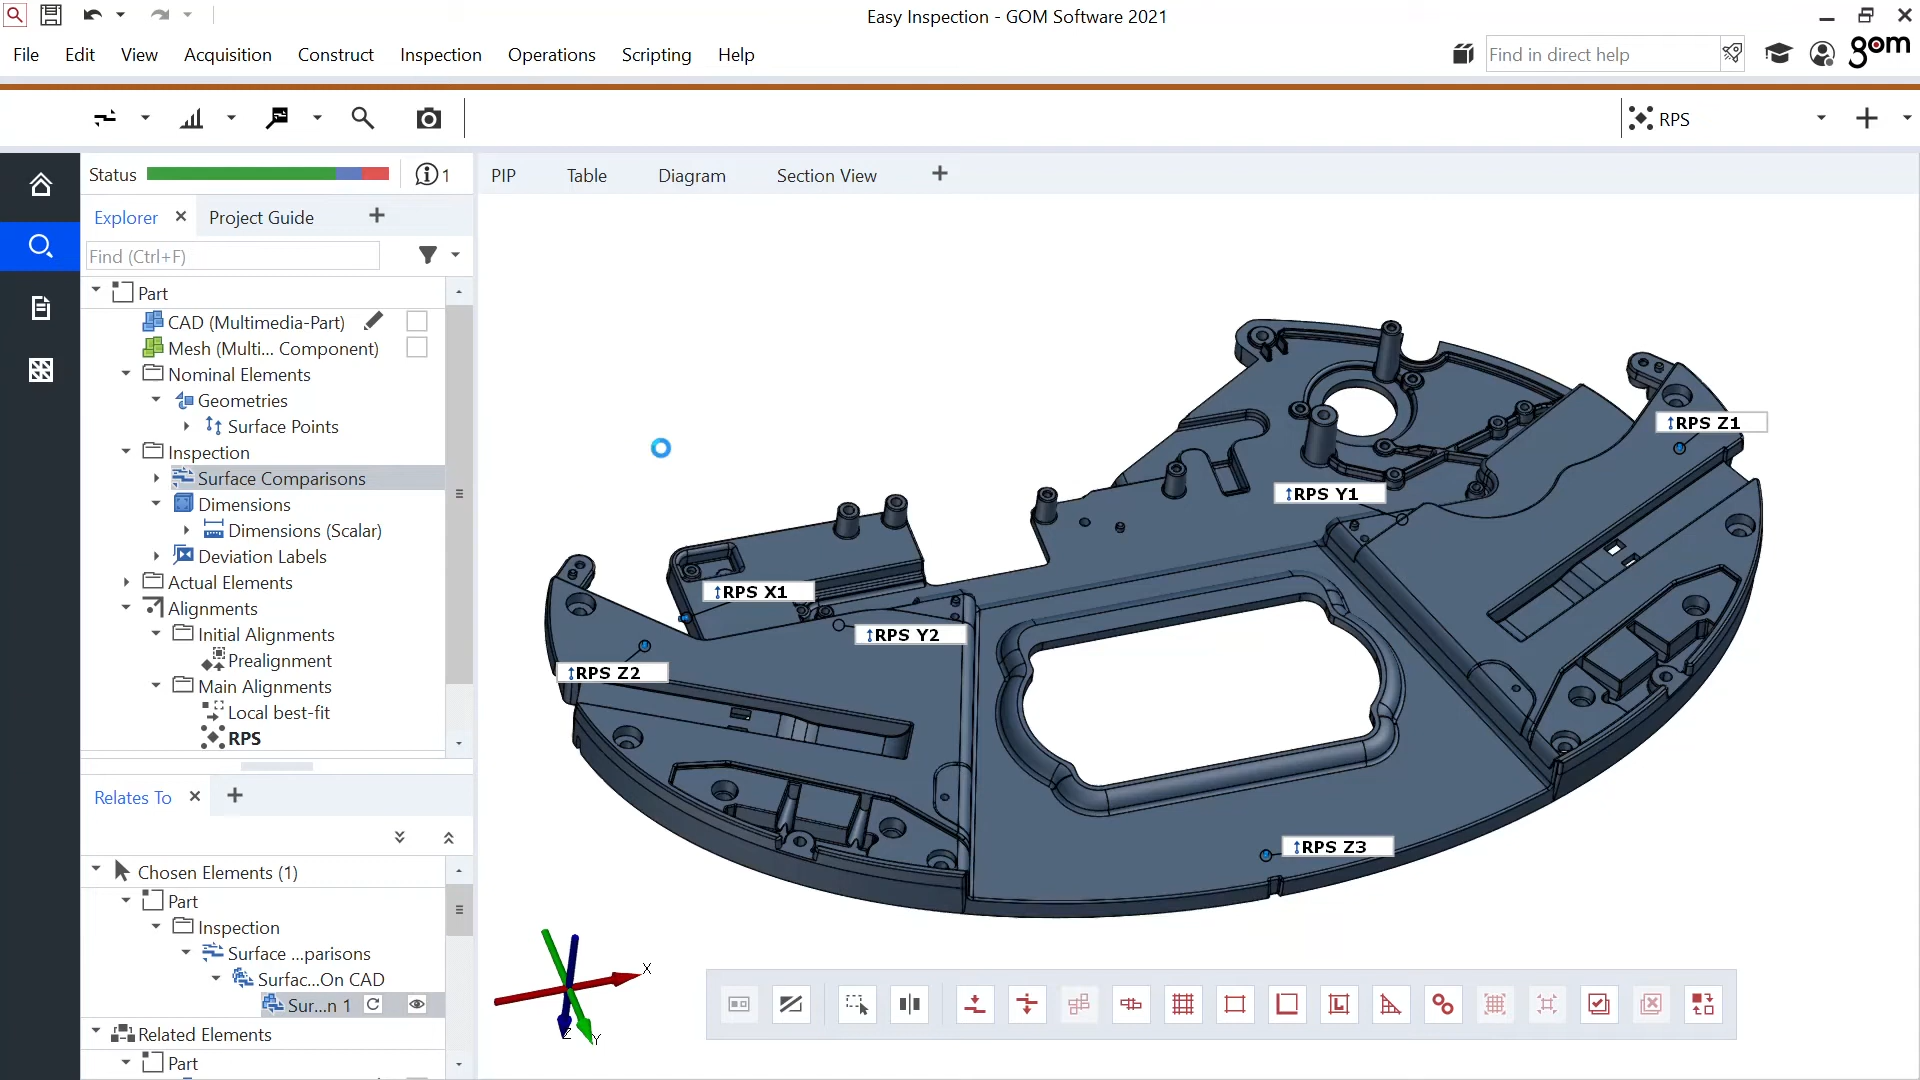 Easy Inspection - GOM Software 2021
File Edit View Acquisition Construct Inspection Operations Scripting Help
Find in direct help
gom
RPS
Status
1
PIP Table Diagram Section View
Explorer
Project Guide
Find (Ctrl+F)
Part
CAD (Multimedia-Part)
Mesh (Multi... Component)
Nominal Elements
Geometries
Surface Points
Inspection
Surface Comparisons
Dimensions
Dimensions (Scalar)
Deviation Labels
Actual Elements
Alignments
Initial Alignments
Prealignment
Main Alignments
Local best-fit
RPS
Relates To
Chosen Elements (1)
Part
Inspection
Surface ...parisons
Surfac...On CAD
Sur...n 1
Related Elements
Part
RPS Z1
RPS Y1
RPS X1
RPS Y2
RPS Z2
RPS Z3
X
Z
Y